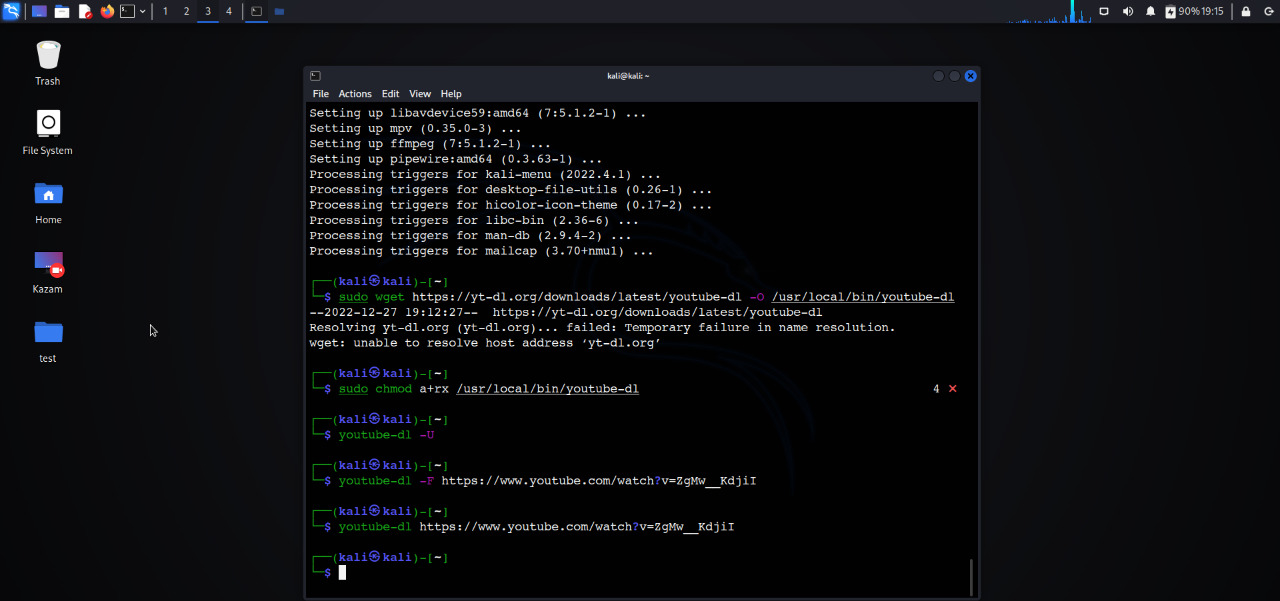 1 2 3 4 90% 19:15
Trash
File System
Home
Kazam
test
kali@kali: ~
File Actions Edit View Help
Setting up libavdevice59:amd64 (7:5.1.2-1) ...
Setting up mpv (0.35.0-3) ...
Setting up ffmpeg (7:5.1.2-1) ...
Setting up pipewire:amd64 (0.3.63-1) ...
Processing triggers for kali-menu (2022.4.1) ...
Processing triggers for desktop-file-utils (0.26-1) ...
Processing triggers for hicolor-icon-theme (0.17-2) ...
Processing triggers for libc-bin (2.36-6) ...
Processing triggers for man-db (2.9.4-2) ...
Processing triggers for mailcap (3.70+nmu1) ...
┌──(kali㉿kali)-[~]
└─$ sudo wget https://yt-dl.org/downloads/latest/youtube-dl -O /usr/local/bin/youtube-dl
--2022-12-27 19:12:27--  https://yt-dl.org/downloads/latest/youtube-dl
Resolving yt-dl.org (yt-dl.org)... failed: Temporary failure in name resolution.
wget: unable to resolve host address ‘yt-dl.org’
┌──(kali㉿kali)-[~]
└─$ sudo chmod a+rx /usr/local/bin/youtube-dl 4 ⨯
┌──(kali㉿kali)-[~]
└─$ youtube-dl -U
┌──(kali㉿kali)-[~]
└─$ youtube-dl -F https://www.youtube.com/watch?v=ZgMw__KdjiI
┌──(kali㉿kali)-[~]
└─$ youtube-dl https://www.youtube.com/watch?v=ZgMw__KdjiI
┌──(kali㉿kali)-[~]
└─$